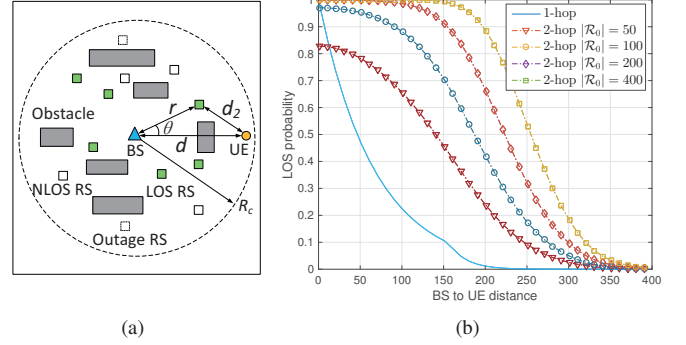 Obstacle
r
d₂
θ
BS
d
UE
NLOS RS
LOS RS
R_c
Outage RS
(a)
1-hop
2-hop |R₀| = 50
2-hop |R₀| = 100
2-hop |R₀| = 200
2-hop |R₀| = 400
LOS probability
1
0.9
0.8
0.7
0.6
0.5
0.4
0.3
0.2
0.1
0
0 50 100 150 200 250 300 350 400
BS to UE distance
(b)